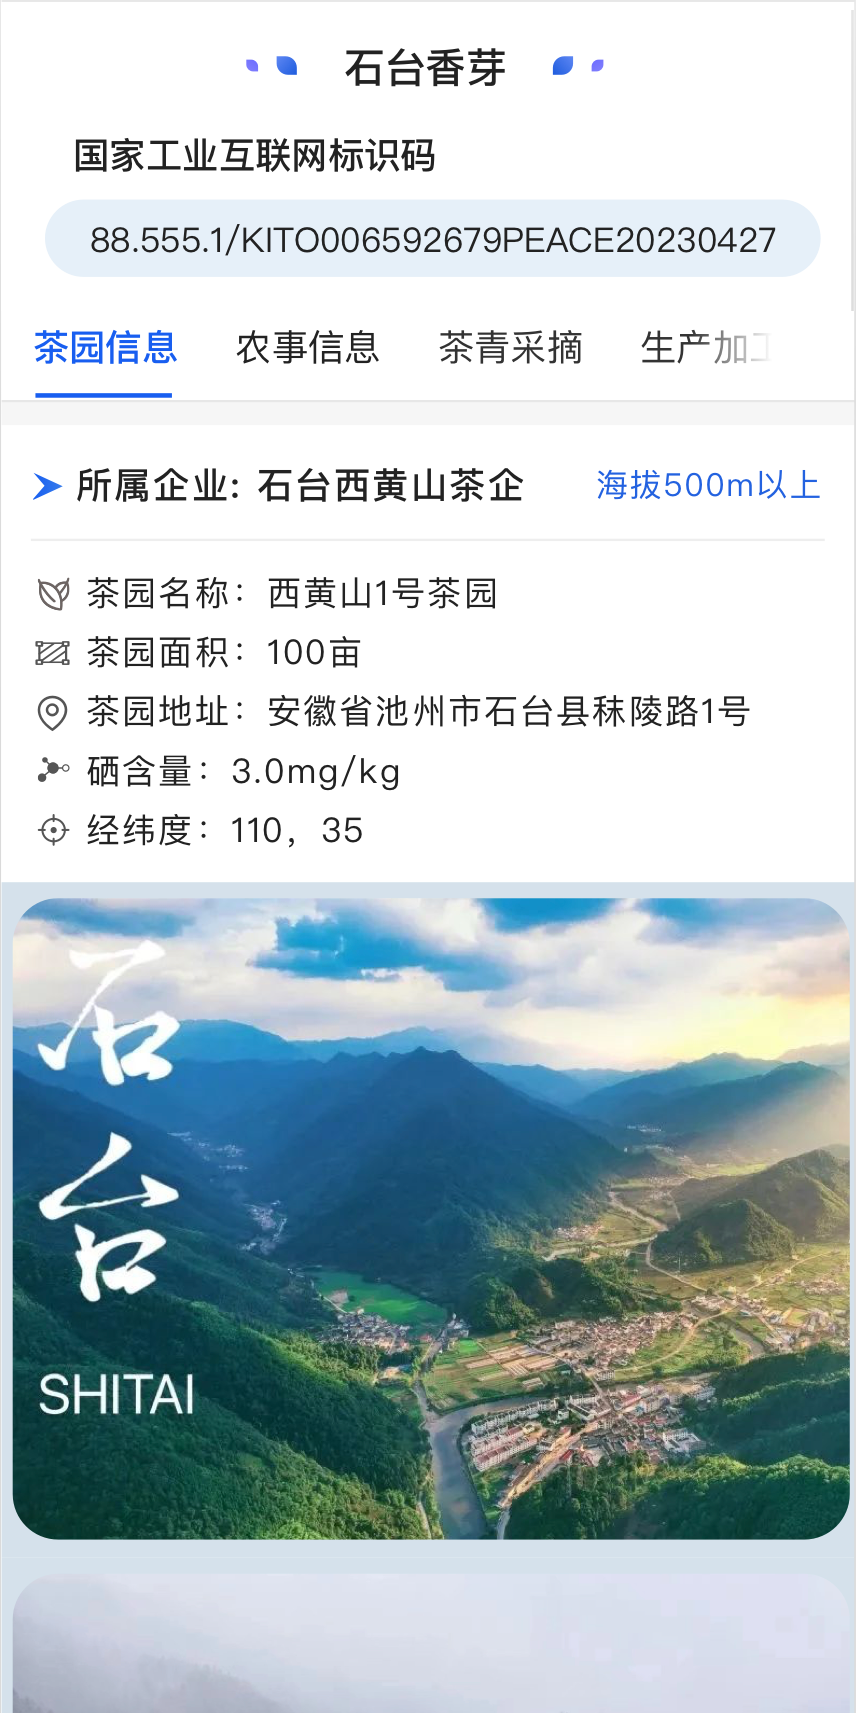 石台香芽
国家工业互联网标识码
88.555.1/KITO006592679PEACE20230427
茶园信息 农事信息 茶青采摘 生产加工
所属企业: 石台西黄山茶企 海拔500m以上
茶园名称: 西黄山1号茶园
茶园面积: 100亩
茶园地址: 安徽省池州市石台县秣陵路1号
硒含量: 3.0mg/kg
经纬度: 110，35
石台
SHITAI